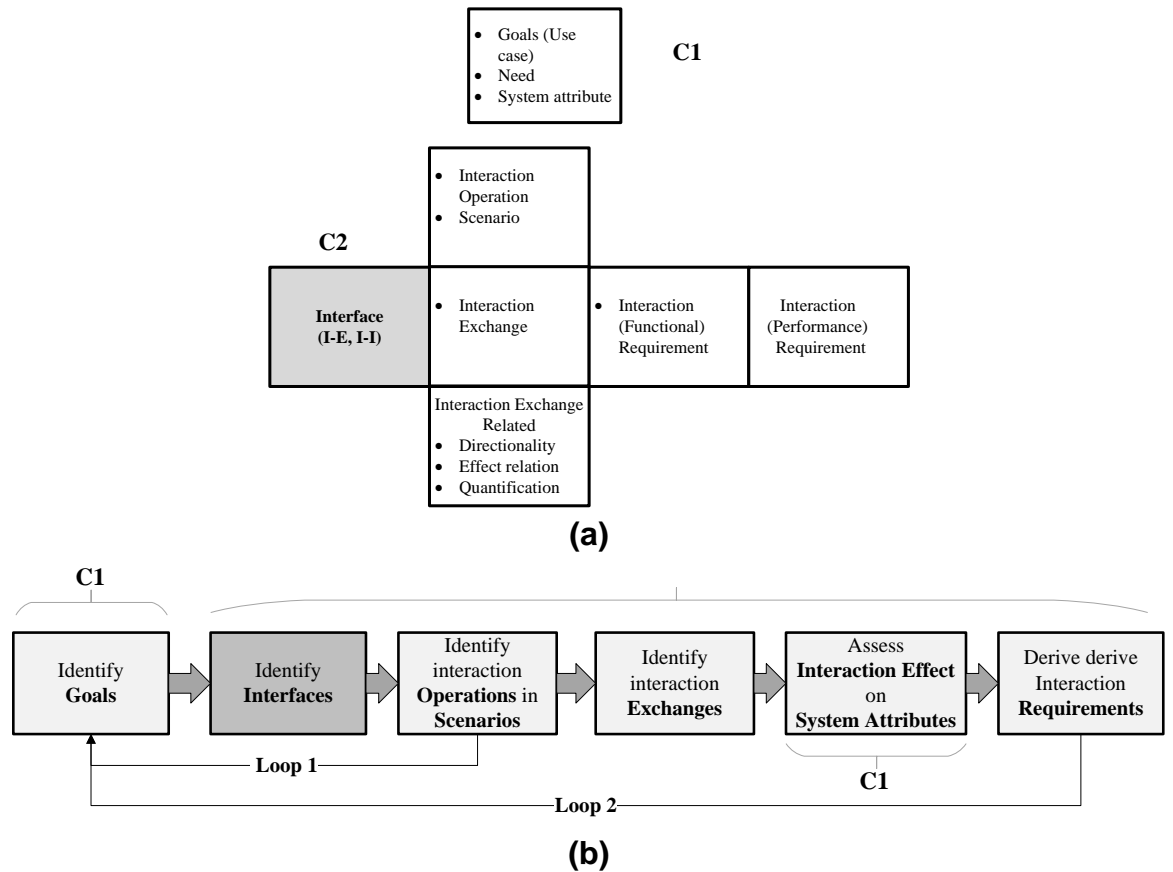 • Goals (Use
case)
• Need
• System attribute
C1
• Interaction
Operation
• Scenario
C2
Interface
(I-E, I-I)
• Interaction
Exchange
• Interaction
(Functional)
Requirement
Interaction
(Performance)
Requirement
Interaction Exchange
Related
• Directionality
• Effect relation
• Quantification
(a)
C1
Identify
Goals
Identify
Interfaces
Identify
interaction
Operations in
Scenarios
Identify
interaction
Exchanges
Assess
Interaction Effect
on
System Attributes
Derive derive
Interaction
Requirements
C1
Loop 1
Loop 2
(b)